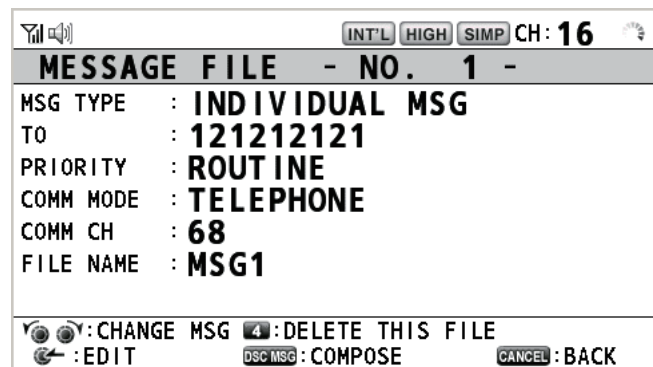 INT'L HIGH SIMP CH: 16
MESSAGE FILE - NO. 1 -
MSG TYPE : INDIVIDUAL MSG
TO : 121212121
PRIORITY : ROUTINE
COMM MODE : TELEPHONE
COMM CH : 68
FILE NAME : MSG1
:CHANGE MSG 4:DELETE THIS FILE
:EDIT DSC MSG:COMPOSE CANCEL:BACK